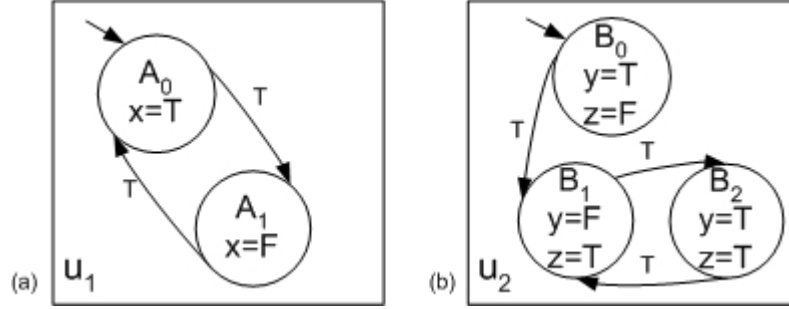 A₀
x=T
T
T
A₁
x=F
(a) u₁
B₀
y=T
z=F
T
T
B₁
y=F
z=T
B₂
y=T
z=T
T
(b) u₂